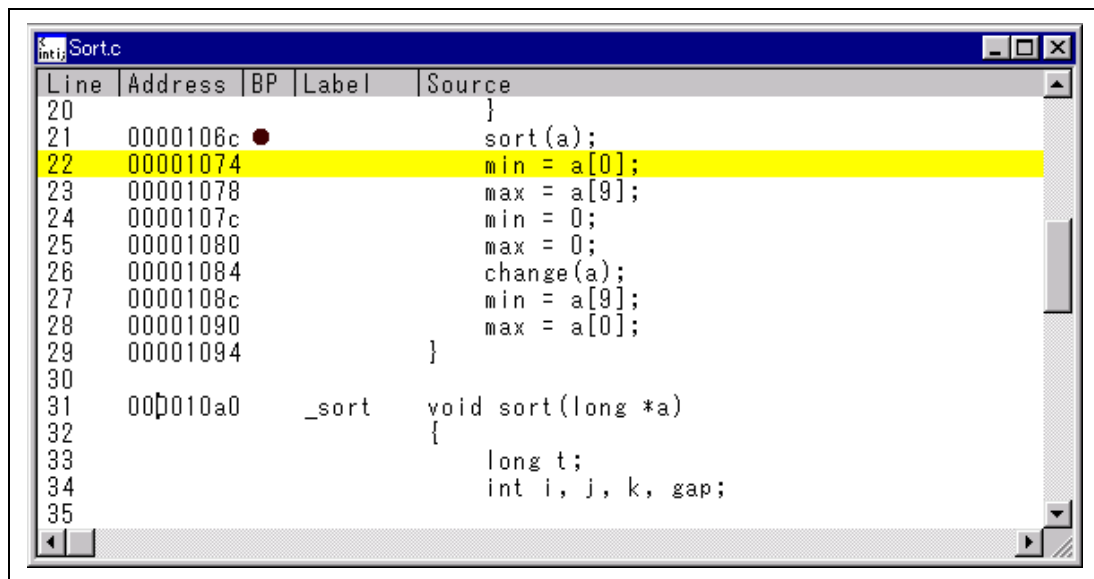 inti; Sort.c
Line |Address |BP |Label |Source
20 }
21 0000106c ● sort(a);
22 00001074 min = a[0];
23 00001078 max = a[9];
24 0000107c min = 0;
25 00001080 max = 0;
26 00001084 change(a);
27 0000108c min = a[9];
28 00001090 max = a[0];
29 00001094 }
30
31 000010a0 _sort void sort(long *a)
32 {
33 long t;
34 int i, j, k, gap;
35